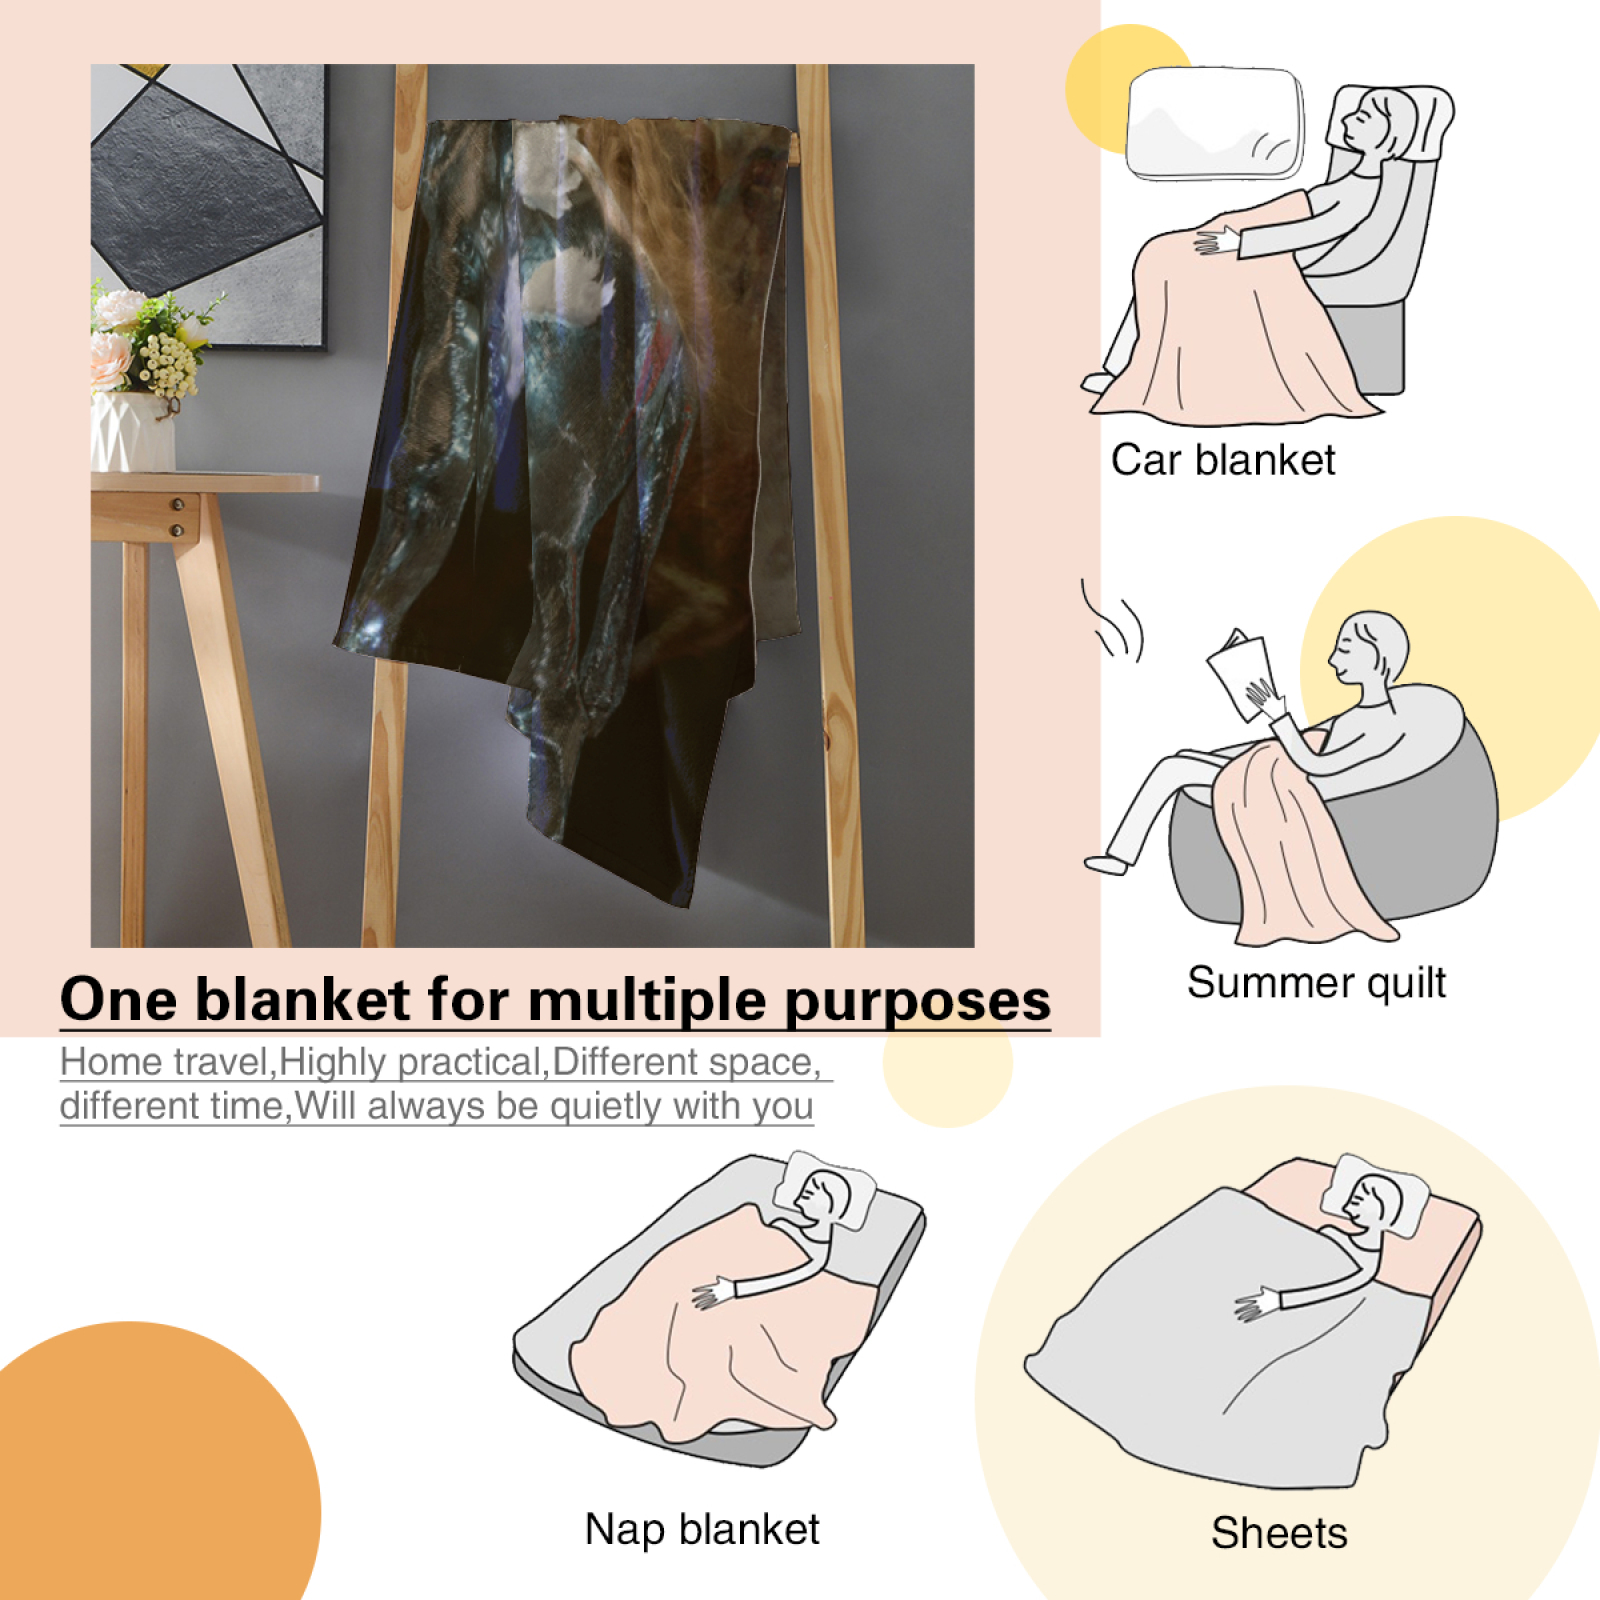 Car blanket
Summer quilt
One blanket for multiple purposes
Home travel,Highly practical,Different space,
different time,Will always be quietly with you
Nap blanket
Sheets